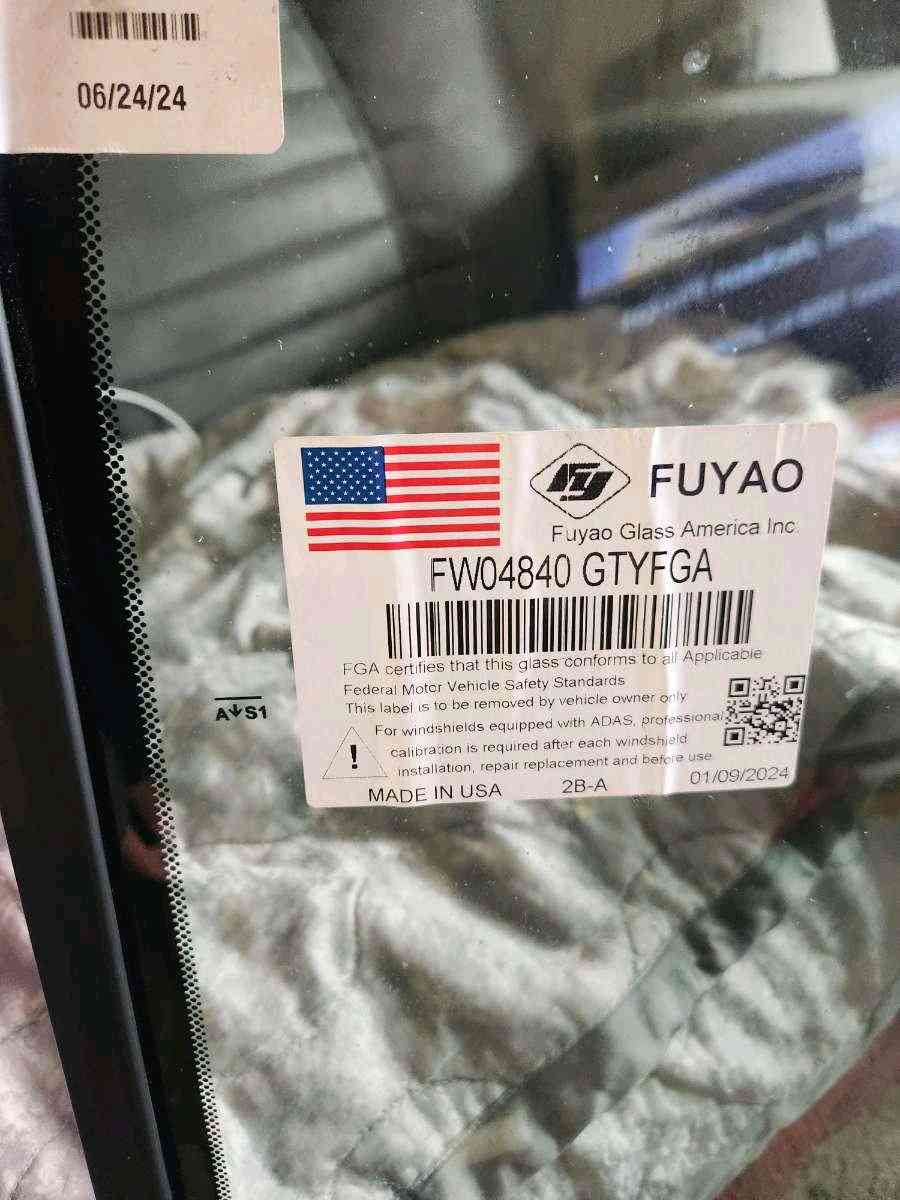 06/24/24
Fy FUYAO
Fuyao Glass America Inc.
FW04840 GTYFGA
FGA certifies that this glass conforms to all Applicable
Federal Motor Vehicle Safety Standards
This label is to be removed by vehicle owner only
For windshields equipped with ADAS, professional
calibration is required after each windshield
installation, repair replacement and before use
MADE IN USA 2B-A 01/09/2024
A↓S1